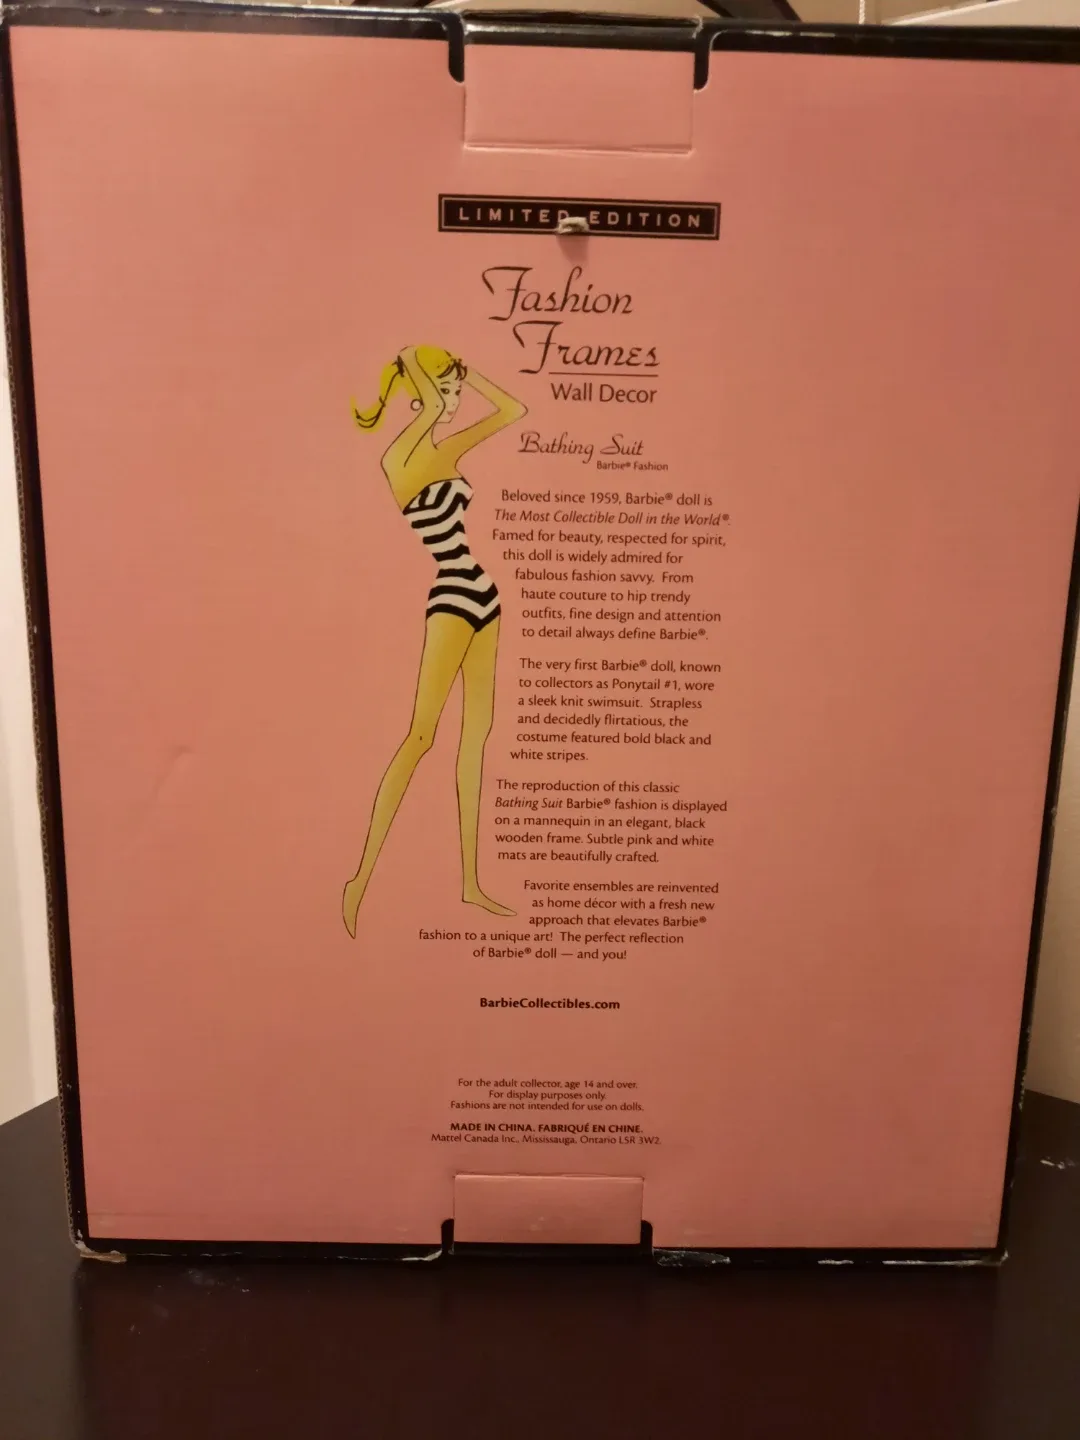 LIMITED EDITION
Fashion
Frames
Wall Decor
Bathing Suit
Barbie® Fashion
Beloved since 1959, Barbie® doll is
The Most Collectible Doll in the World®.
Famed for beauty, respected for spirit,
this doll is widely admired for
fabulous fashion savvy. From
haute couture to hip trendy
outfits, fine design and attention
to detail always define Barbie®.
The very first Barbie® doll, known
to collectors as Ponytail #1, wore
a sleek knit swimsuit. Strapless
and decidedly flirtatious, the
costume featured bold black and
white stripes.
The reproduction of this classic
Bathing Suit Barbie® fashion is displayed
on a mannequin in an elegant, black
wooden frame. Subtle pink and white
mats are beautifully crafted.
Favorite ensembles are reinvented
as home décor with a fresh new
approach that elevates Barbie®
fashion to a unique art! The perfect reflection
of Barbie® doll — and you!
BarbieCollectibles.com
For the adult collector, age 14 and over.
For display purposes only.
Fashions are not intended for use on dolls.
MADE IN CHINA. FABRIQUÉ EN CHINE.
Mattel Canada Inc., Mississauga, Ontario L5R 3W2.